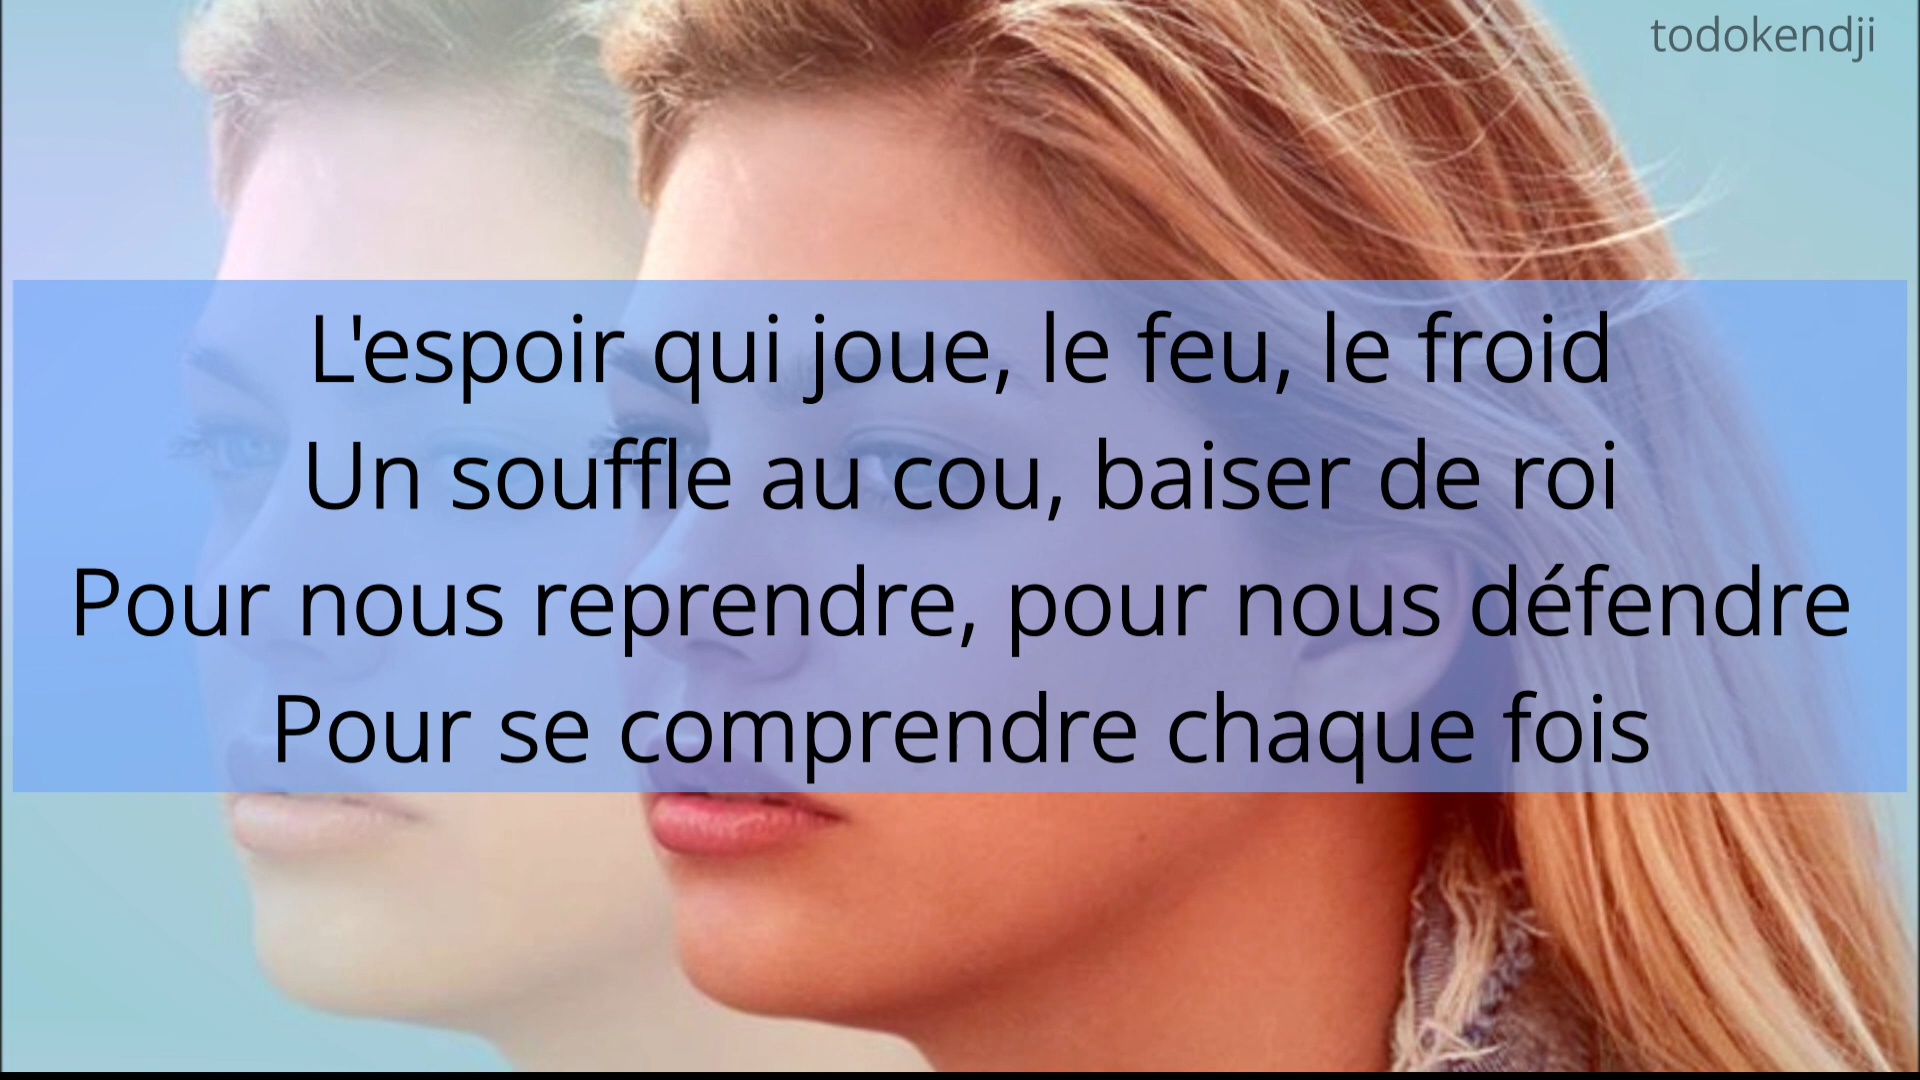 todokendji
L'espoir qui joue, le feu, le froid
Un souffle au cou, baiser de roi
Pour nous reprendre, pour nous défendre
Pour se comprendre chaque fois